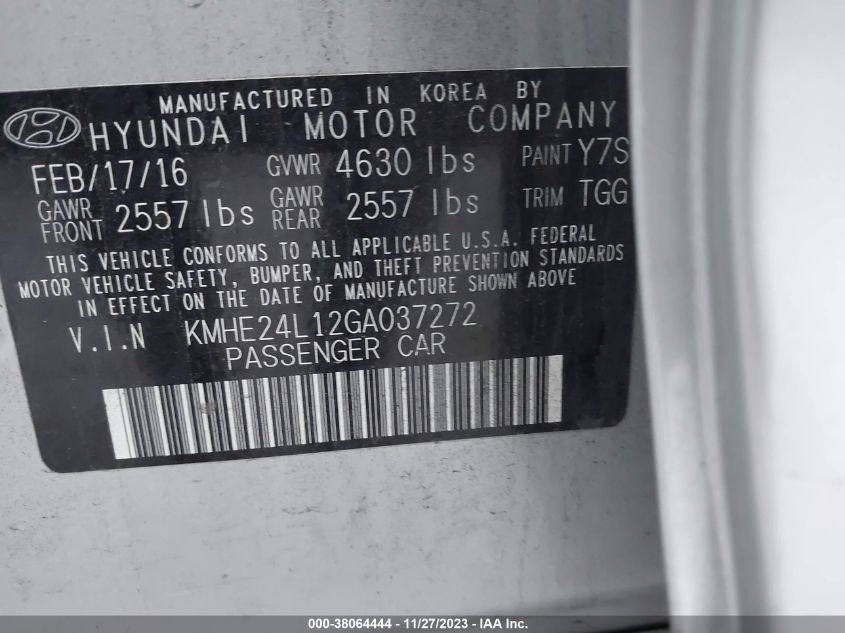 MANUFACTURED IN KOREA BY
HYUNDAI MOTOR COMPANY
FEB/17/16 GVWR 4630 lbs PAINT Y7S
GAWR FRONT 2557 lbs GAWR REAR 2557 lbs TRIM TGG
THIS VEHICLE CONFORMS TO ALL APPLICABLE U.S.A. FEDERAL
MOTOR VEHICLE SAFETY, BUMPER, AND THEFT PREVENTION STANDARDS
IN EFFECT ON THE DATE OF MANUFACTURE SHOWN ABOVE
V.I.N KMHE24L12GA037272
PASSENGER CAR
000-38064444 - 11/27/2023 - IAA Inc.